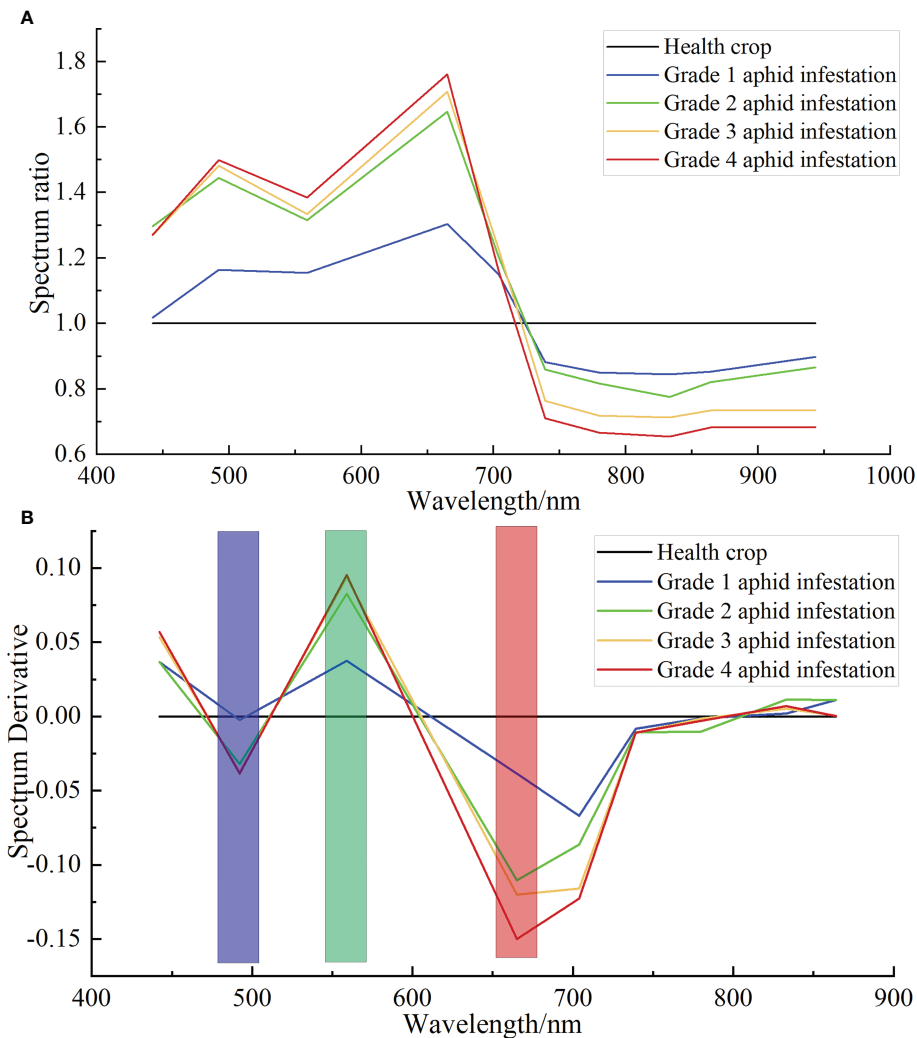 A
Health crop
Grade 1 aphid infestation
Grade 2 aphid infestation
Grade 3 aphid infestation
Grade 4 aphid infestation
Spectrum ratio
1.8
1.6
1.4
1.2
1.0
0.8
0.6
400 500 600 700 800 900 1000
Wavelength/nm
B
Health crop
Grade 1 aphid infestation
Grade 2 aphid infestation
Grade 3 aphid infestation
Grade 4 aphid infestation
Spectrum Derivative
0.10
0.05
0.00
-0.05
-0.10
-0.15
400 500 600 700 800 900
Wavelength/nm